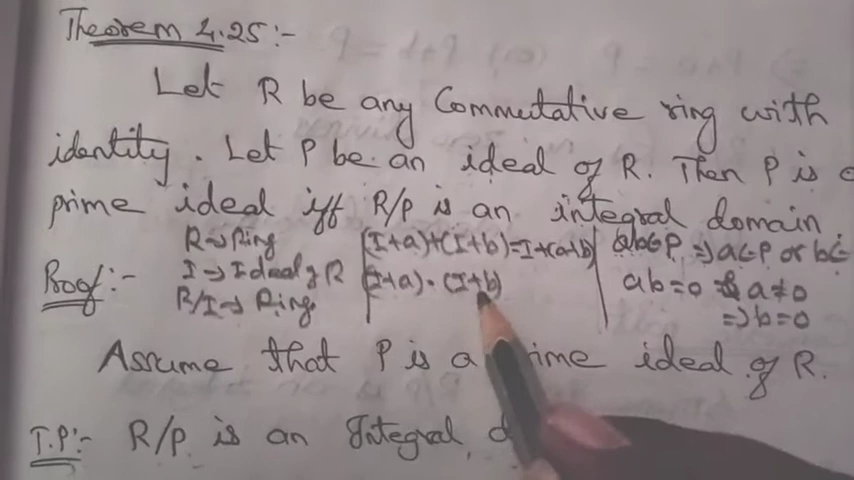 Theorem 4.25:-
Let R be any Commutative ring with
identity. Let P be an ideal of R. Then P is a
prime ideal iff R/P is an integral domain
Proof:-
R→Ring
I→Ideal of R
R/I→Ring
(I+a)+(I+b)=I+(a+b)
(I+a)·(I+b)
ab∈P ⇒a∈P or b∈
ab=0 & a≠0
⇒b=0
Assume that P is a prime ideal of R.
T.P:- R/P is an Integral d